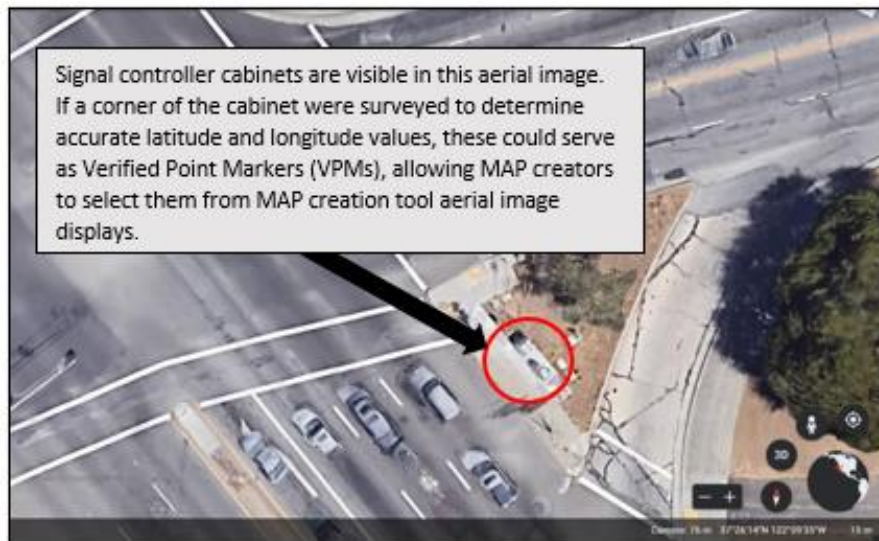 Signal controller cabinets are visible in this aerial image.
If a corner of the cabinet were surveyed to determine
accurate latitude and longitude values, these could serve
as Verified Point Markers (VPMs), allowing MAP creators
to select them from MAP creation tool aerial image
displays.
3D
− +